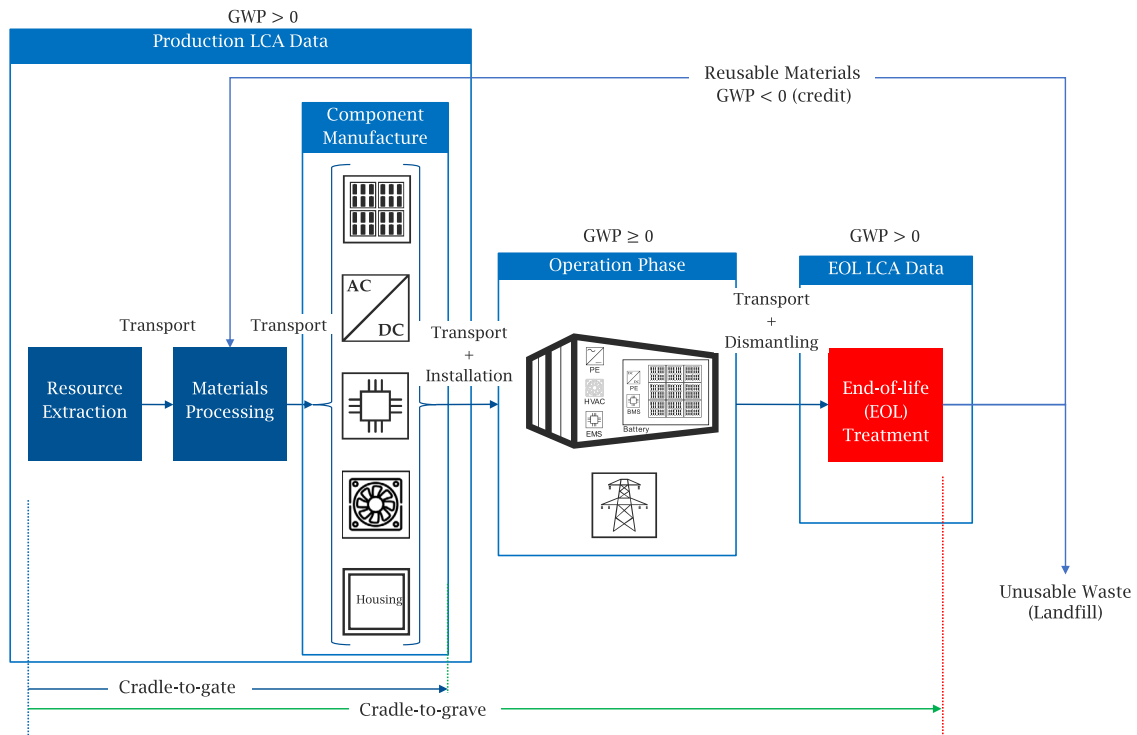 GWP > 0
Production LCA Data
Reusable Materials
GWP < 0 (credit)
Component
Manufacture
AC
DC
Housing
Transport
Transport
Resource
Extraction
Materials
Processing
Transport
+
Installation
GWP ≥ 0
Operation Phase
PE
HVAC
EMS
PE
BMS
Battery
Transport
+
Dismantling
GWP > 0
EOL LCA Data
End-of-life
(EOL)
Treatment
Unusable Waste
(Landfill)
Cradle-to-gate
Cradle-to-grave